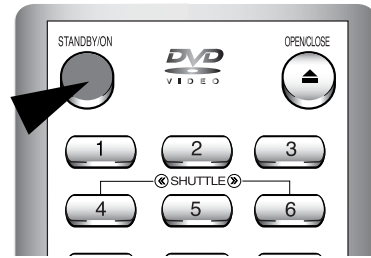 STANDBY/ON
OPEN/CLOSE
DVD
VIDEO
1 2 3
SHUTTLE
4 5 6